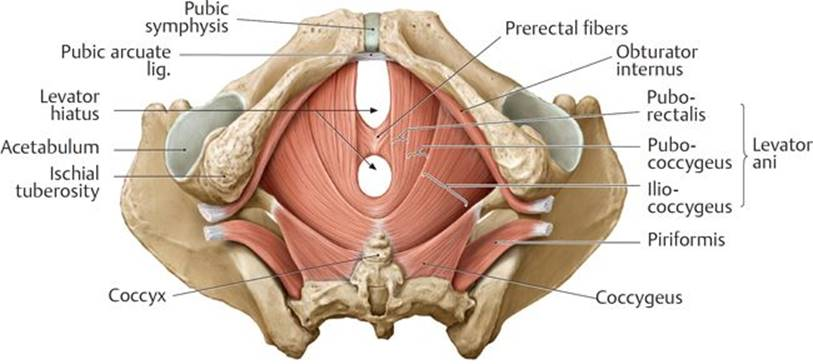 Pubic
symphysis
Pubic arcuate
lig.
Levator
hiatus
Acetabulum
Ischial
tuberosity
Coccyx
Prerectal fibers
Obturator
internus
Pubo-
rectalis
Pubo-
coccygeus
Ilio-
coccygeus
Levator
ani
Piriformis
Coccygeus